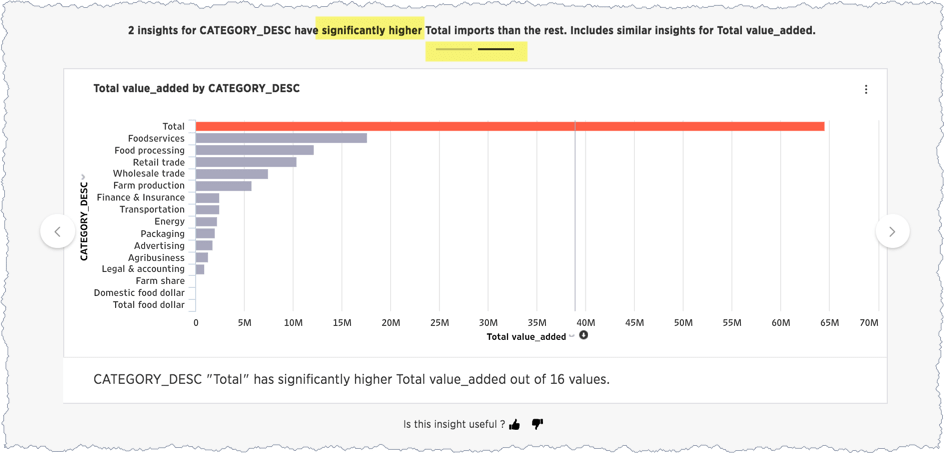 2 insights for CATEGORY_DESC have significantly higher Total imports than the rest. Includes similar insights for Total value_added.
Total value_added by CATEGORY_DESC
CATEGORY_DESC
Total
Foodservices
Food processing
Retail trade
Wholesale trade
Farm production
Finance & Insurance
Transportation
Energy
Packaging
Advertising
Agribusiness
Legal & accounting
Farm share
Domestic food dollar
Total food dollar
0 5M 10M 15M 20M 25M 30M 35M 40M 45M 50M 55M 60M 65M 70M
Total value_added
CATEGORY_DESC "Total" has significantly higher Total value_added out of 16 values.
Is this insight useful ?